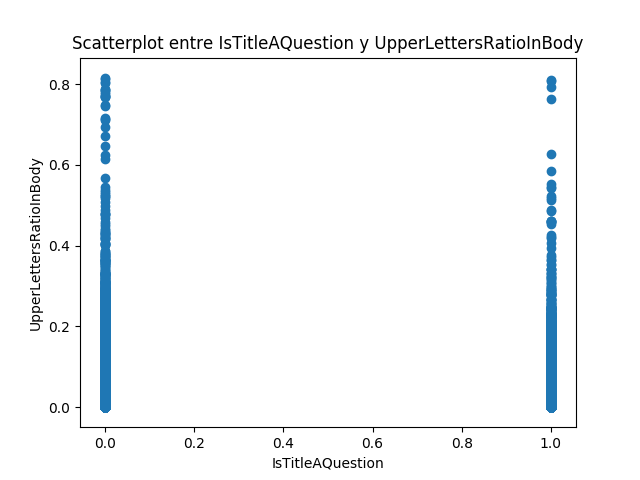 Scatterplot entre IsTitleAQuestion y UpperLettersRatioInBody
UpperLettersRatioInBody
0.8
0.6
0.4
0.2
0.0
0.0 0.2 0.4 0.6 0.8 1.0
IsTitleAQuestion